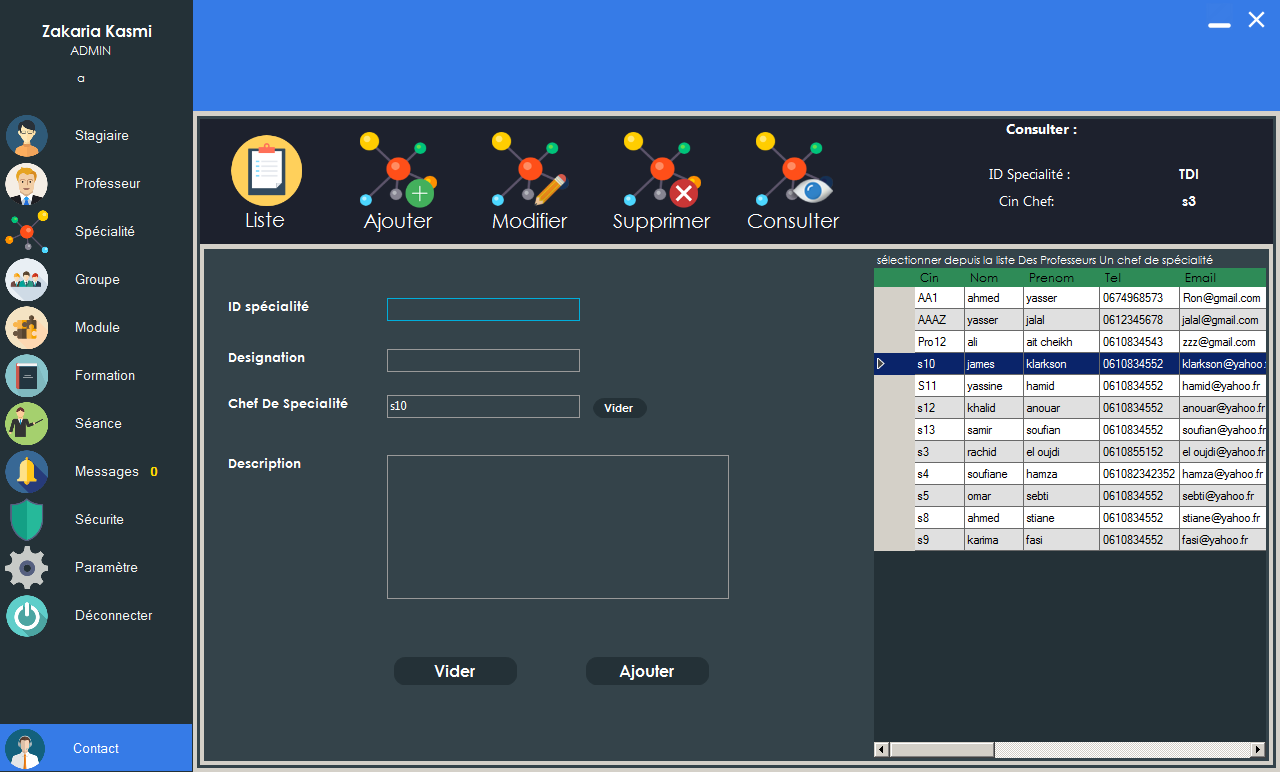 Zakaria Kasmi
ADMIN
a
Stagiaire
Professeur
Spécialité
Groupe
Module
Formation
Séance
Messages 0
Sécurite
Paramètre
Déconnecter
Contact
Liste
Ajouter
Modifier
Supprimer
Consulter
Consulter :
ID Specialité : TDI
Cin Chef: s3
ID spécialité
Designation
Chef De Specialité s10 Vider
Description
Vider Ajouter
sélectionner depuis la liste Des Professeurs Un chef de spécialité
Cin Nom Prenom Tel Email
AA1 ahmed yasser 0674968573 Ron@gmail.com
AAAZ yasser jalal 0612345678 jalal@gmail.com
Pro12 ali ait cheikh 0610834543 zzz@gmail.com
s10 james klarkson 0610834552 klarkson@yahoo.
S11 yassine hamid 0610834552 hamid@yahoo.fr
s12 khalid anouar 0610834552 anouar@yahoo.fr
s13 samir soufian 0610834552 soufian@yahoo.fr
s3 rachid el oujdi 0610855152 el oujdi@yahoo.fr
s4 soufiane hamza 061082342352 hamza@yahoo.fr
s5 omar sebti 0610834552 sebti@yahoo.fr
s8 ahmed stiane 0610834552 stiane@yahoo.fr
s9 karima fasi 0610834552 fasi@yahoo.fr